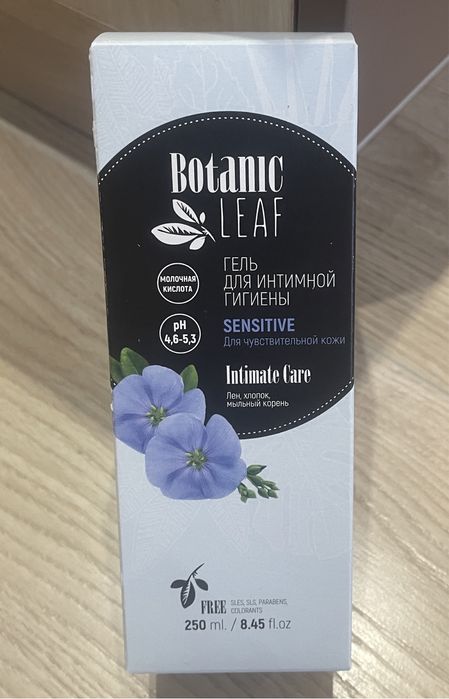 Botanic
LEAF
МОЛОЧНАЯ
КИСЛОТА
pH
4,6-5,3
ГЕЛЬ
ДЛЯ ИНТИМНОЙ
ГИГИЕНЫ
SENSITIVE
Для чувствительной кожи
Intimate Care
Лен, хлопок,
мыльный корень
FREE SLES, SLS, PARABENS,
COLORANTS
250 ml. / 8.45 fl.oz